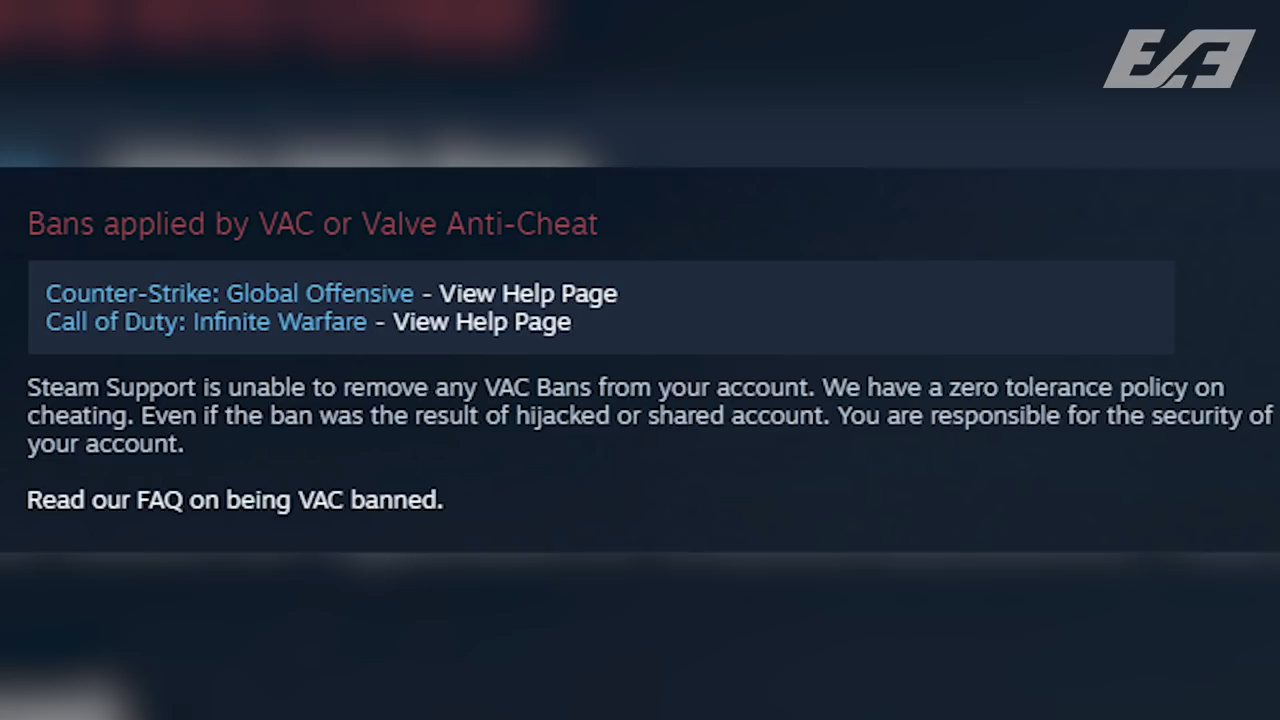 Bans applied by VAC or Valve Anti-Cheat
Counter-Strike: Global Offensive - View Help Page
Call of Duty: Infinite Warfare - View Help Page
Steam Support is unable to remove any VAC Bans from your account. We have a zero tolerance policy on
cheating. Even if the ban was the result of hijacked or shared account. You are responsible for the security of
your account.
Read our FAQ on being VAC banned.